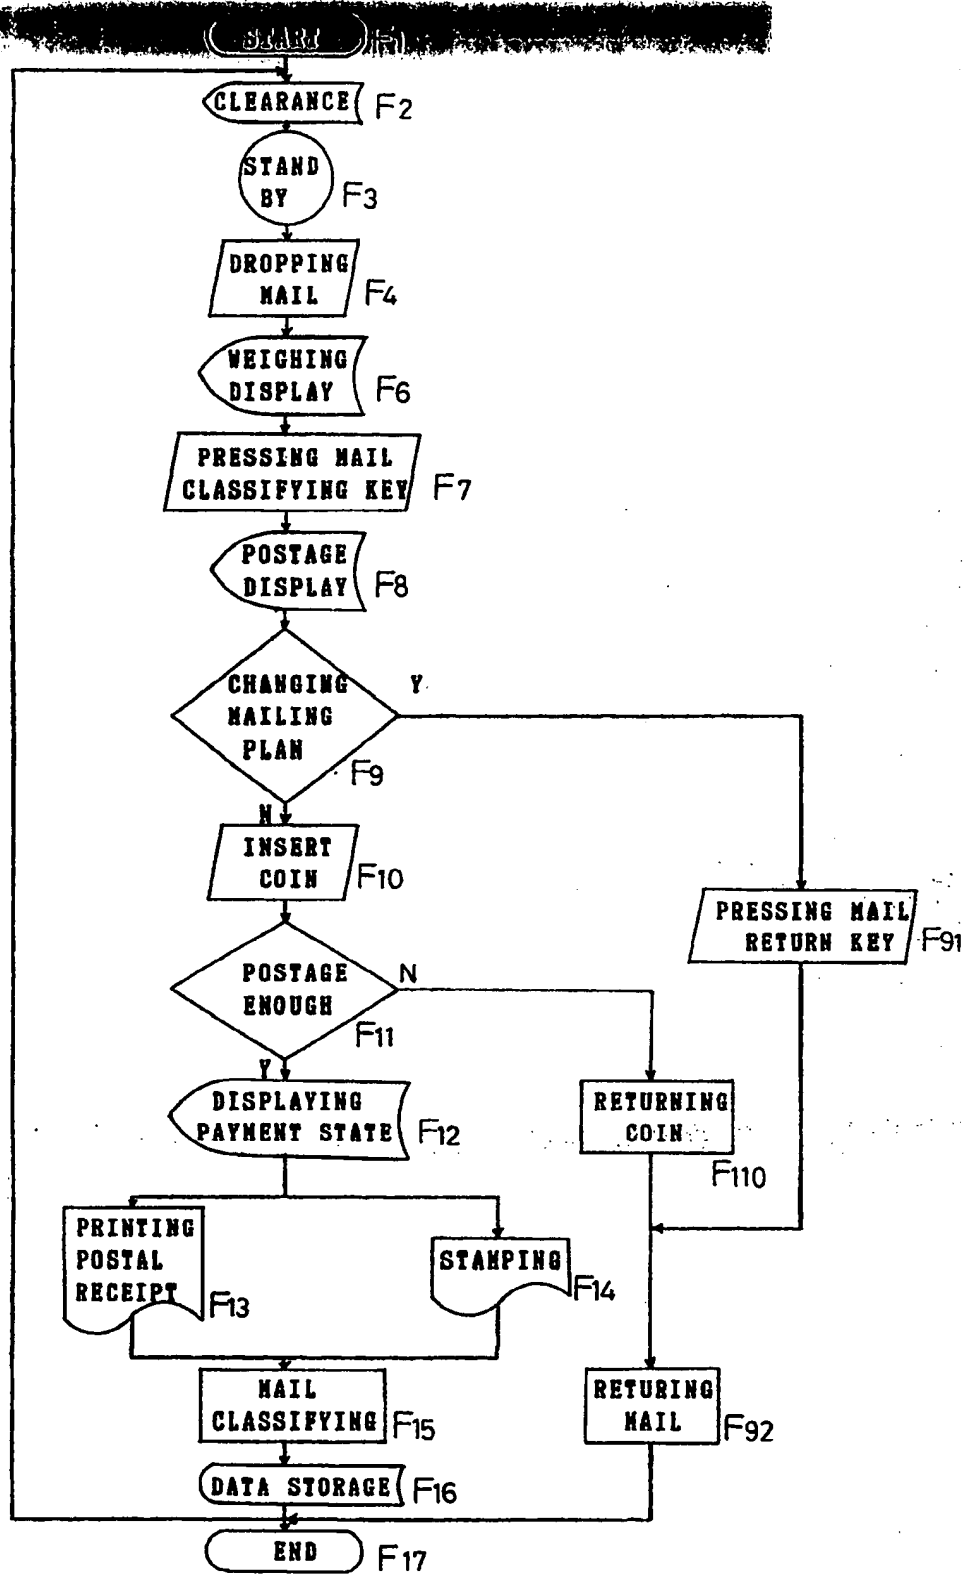 START F1
CLEARANCE F2
STAND
BY F3
DROPPING
MAIL F4
WEIGHING
DISPLAY F6
PRESSING MAIL
CLASSIFYING KEY F7
POSTAGE
DISPLAY F8
CHANGING Y
MAILING
PLAN
F9
N
INSERT
COIN F10
PRESSING MAIL
RETURN KEY F91
POSTAGE N
ENOUGH
F11
Y
DISPLAYING
PAYMENT STATE F12
RETURNING
COIN
F110
PRINTING
POSTAL
RECEIPT F13
STAMPING
F14
MAIL
CLASSIFYING F15
RETURING
MAIL F92
DATA STORAGE F16
END F17